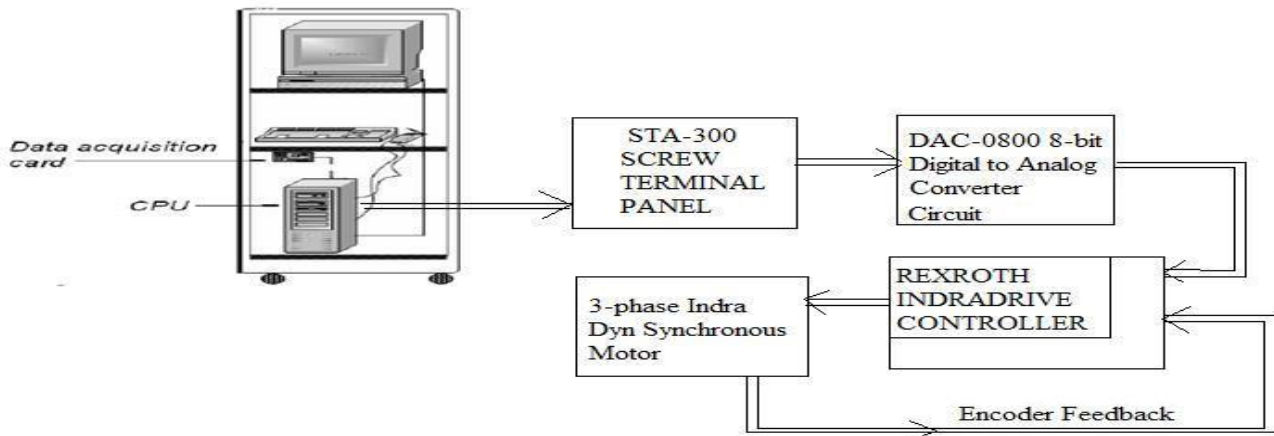 Data acquisition
card
CPU
STA-300
SCREW
TERMINAL
PANEL
DAC-0800 8-bit
Digital to Analog
Converter
Circuit
3-phase Indra
Dyn Synchronous
Motor
REXROTH
INDRADRIVE
CONTROLLER
Encoder Feedback